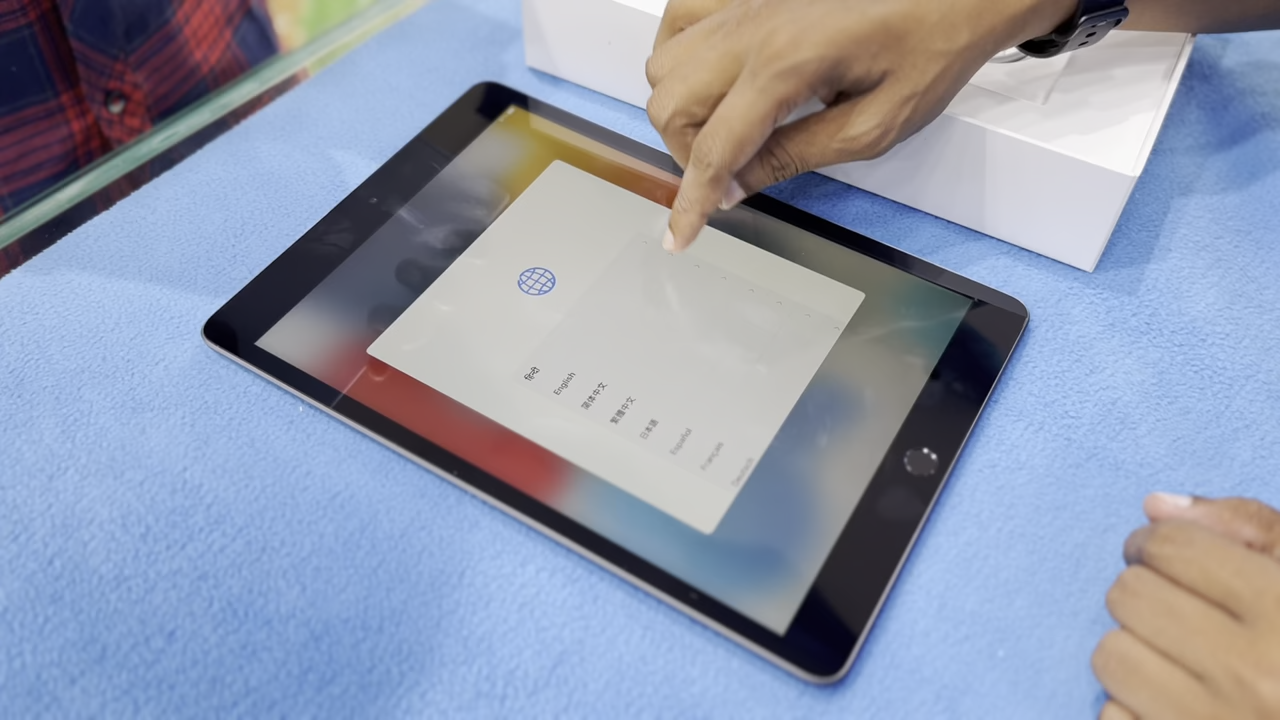 हिन्दी
English
简体中文
繁體中文
日本語
Español
Français
Deutsch